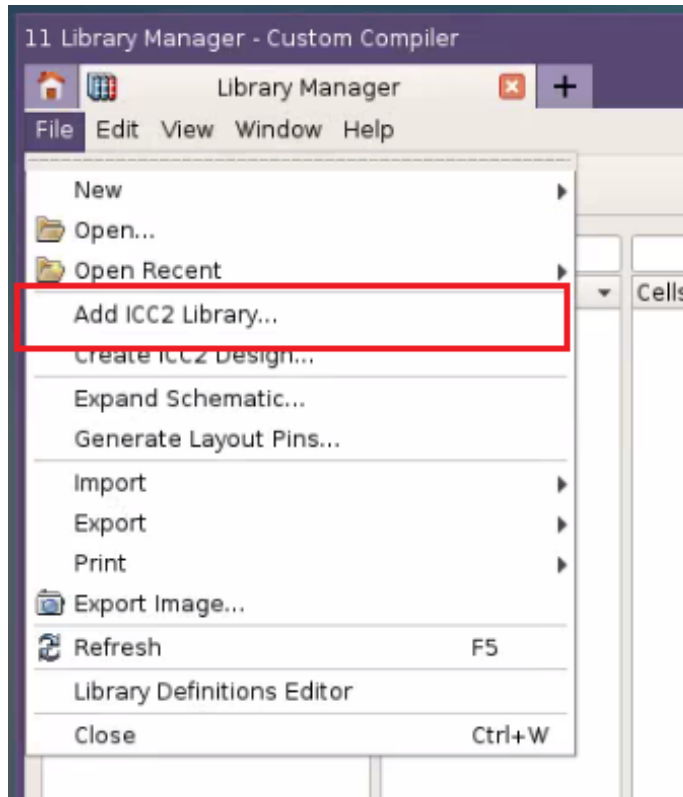 11 Library Manager - Custom Compiler
Library Manager
File Edit View Window Help
New
Open...
Open Recent
Cells
Add ICC2 Library...
Create ICC2 Design...
Expand Schematic...
Generate Layout Pins...
Import
Export
Print
Export Image...
Refresh F5
Library Definitions Editor
Close Ctrl+W